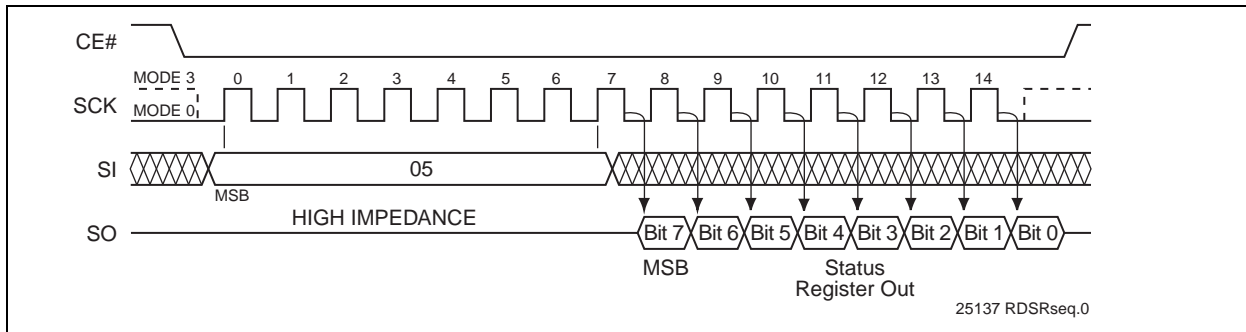 CE#
MODE 3 0 1 2 3 4 5 6 7 8 9 10 11 12 13 14
SCK
MODE 0
SI 05
MSB
HIGH IMPEDANCE
SO Bit 7 Bit 6 Bit 5 Bit 4 Bit 3 Bit 2 Bit 1 Bit 0
MSB Status
Register Out
25137 RDSRseq.0